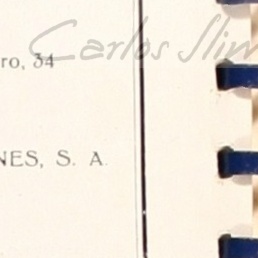 Carlos Slim
ro, 34
NES, S. A.